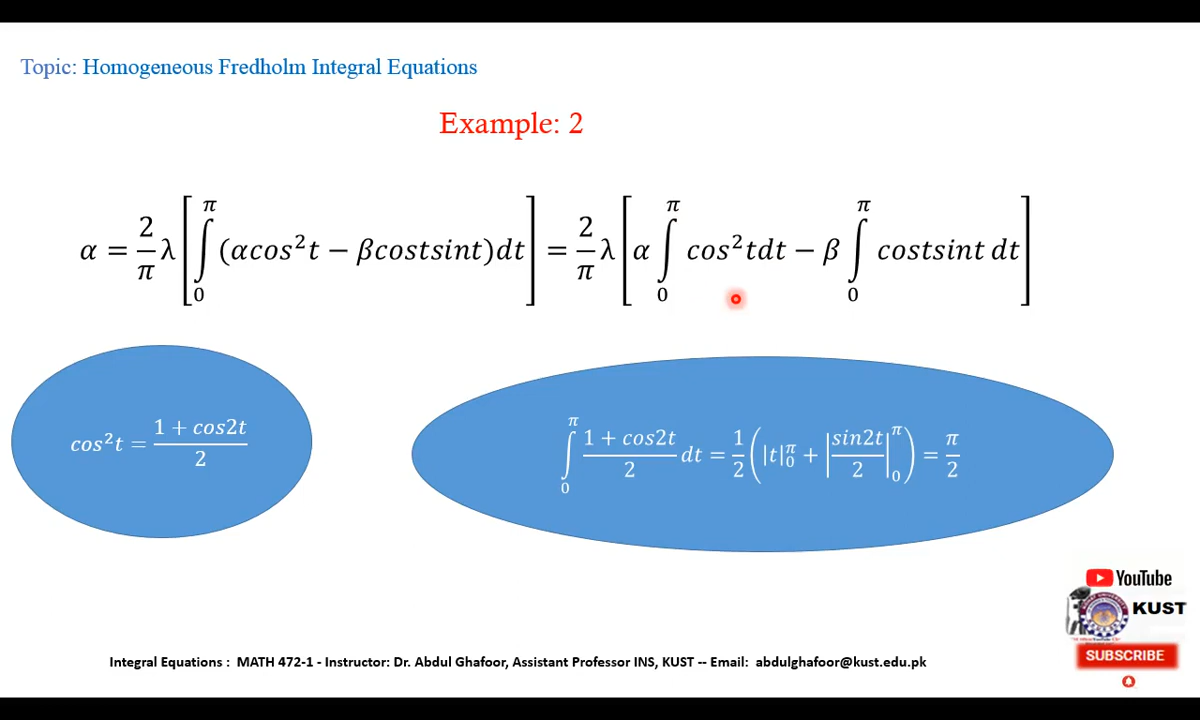 Topic: Homogeneous Fredholm Integral Equations
Example: 2
α = 2/π λ [∫₀^π (αcos²t − βcostsint)dt] = 2/π λ [α ∫₀^π cos²tdt − β ∫₀^π costsint dt]
cos²t = (1 + cos2t)/2
∫₀^π (1 + cos2t)/2 dt = 1/2 (|t|₀^π + |sin2t/2|₀^π) = π/2
YouTube
KUST
SUBSCRIBE
Integral Equations : MATH 472-1 - Instructor: Dr. Abdul Ghafoor, Assistant Professor INS, KUST -- Email: abdulghafoor@kust.edu.pk